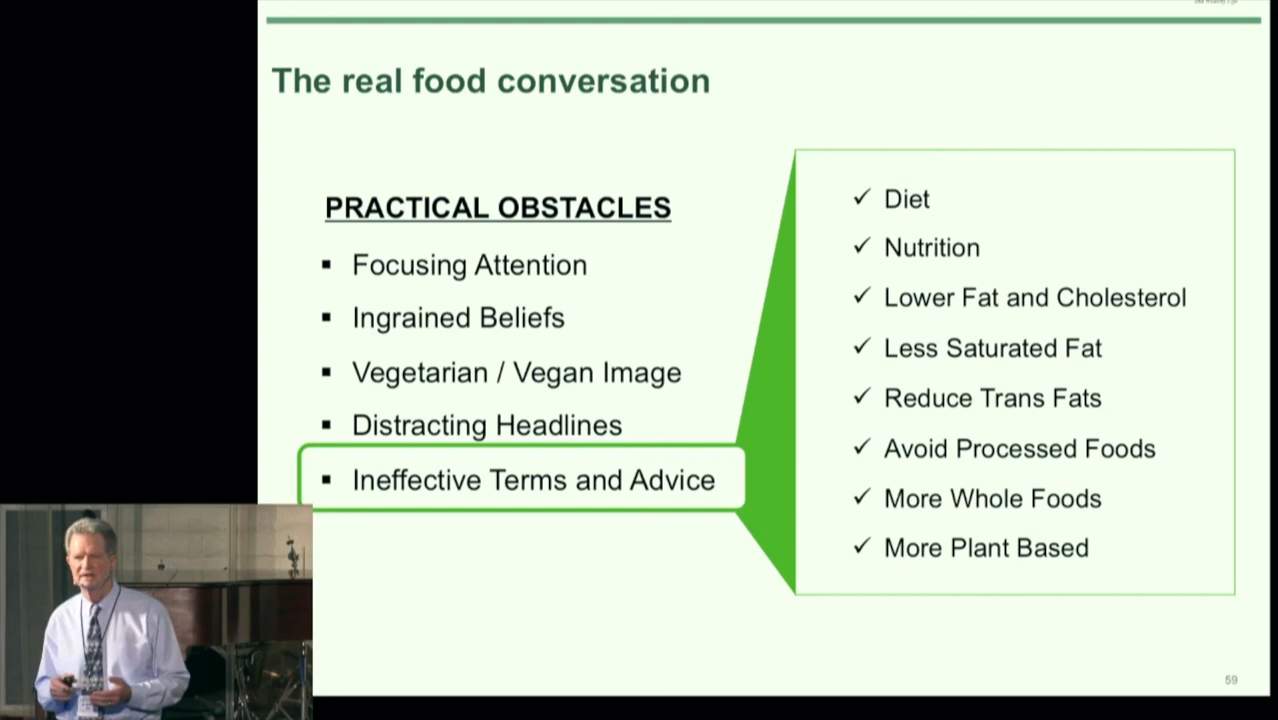 The real food conversation
PRACTICAL OBSTACLES
▪ Focusing Attention
▪ Ingrained Beliefs
▪ Vegetarian / Vegan Image
▪ Distracting Headlines
▪ Ineffective Terms and Advice
✓ Diet
✓ Nutrition
✓ Lower Fat and Cholesterol
✓ Less Saturated Fat
✓ Reduce Trans Fats
✓ Avoid Processed Foods
✓ More Whole Foods
✓ More Plant Based
59